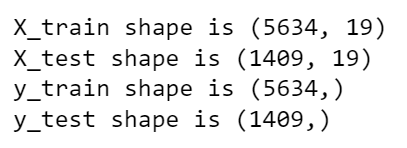 X_train shape is (5634, 19)
X_test shape is (1409, 19)
y_train shape is (5634,)
y_test shape is (1409,)